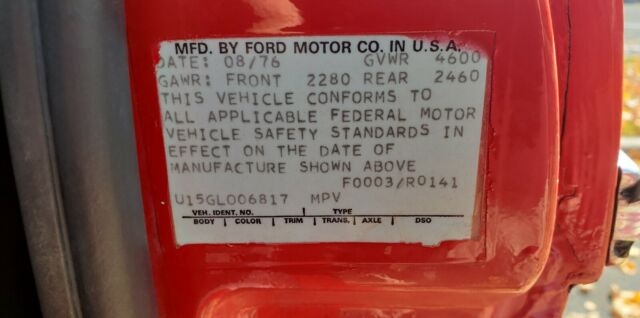 MFD. BY FORD MOTOR CO. IN U.S.A.
DATE: 08/76 GVWR 4600
GAWR: FRONT 2280 REAR 2460
THIS VEHICLE CONFORMS TO
ALL APPLICABLE FEDERAL MOTOR
VEHICLE SAFETY STANDARDS IN
EFFECT ON THE DATE OF
MANUFACTURE SHOWN ABOVE
F0003/R0141
U15GL006817 MPV
VEH. IDENT. NO. TYPE
BODY COLOR TRIM TRANS. AXLE DSO